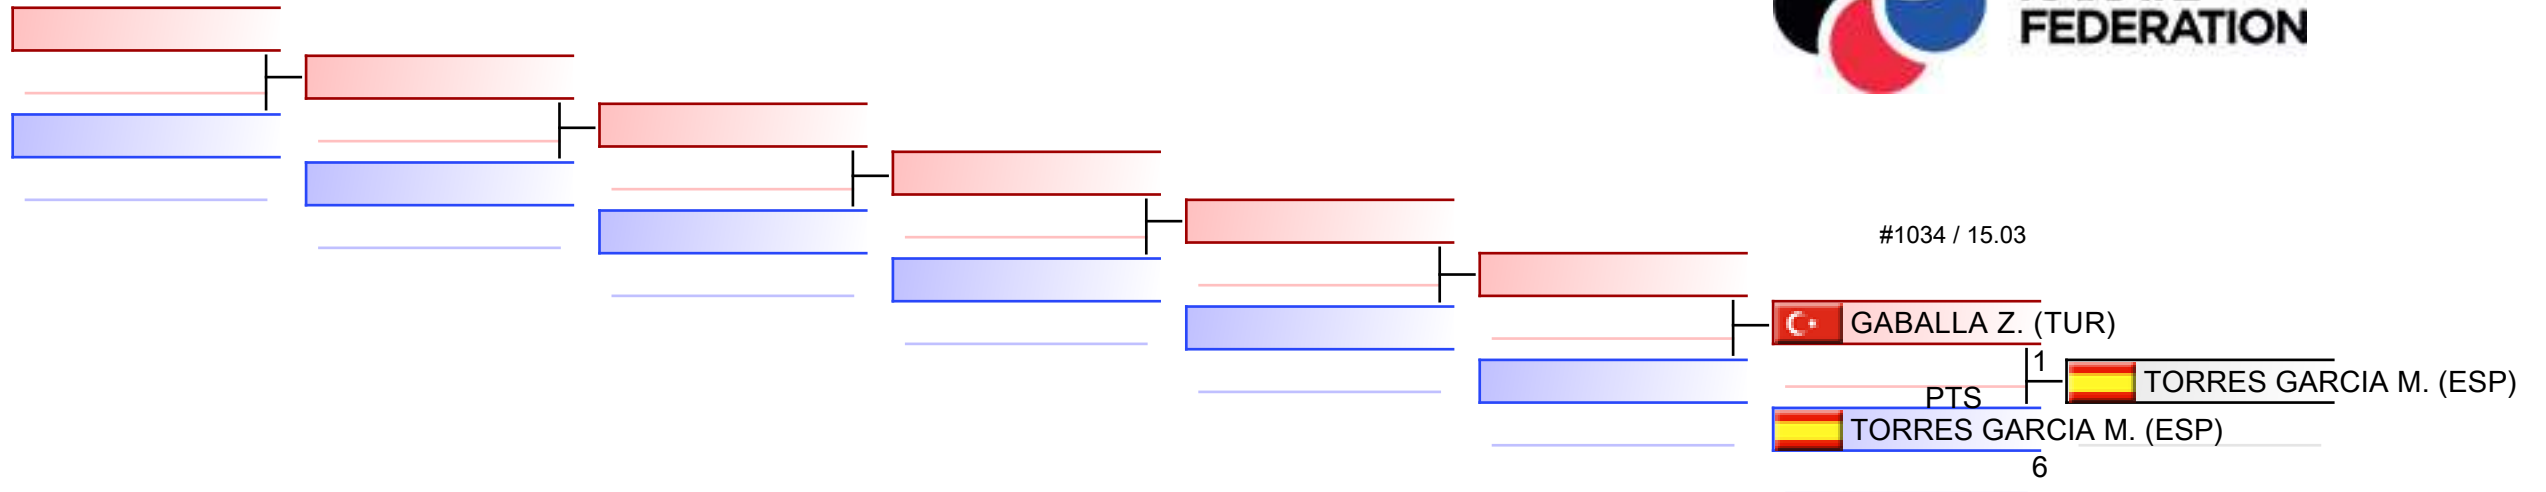 FEDERATION
#1034 / 15.03
GABALLA Z. (TUR)
1
TORRES GARCIA M. (ESP)
PTS
TORRES GARCIA M. (ESP)
6